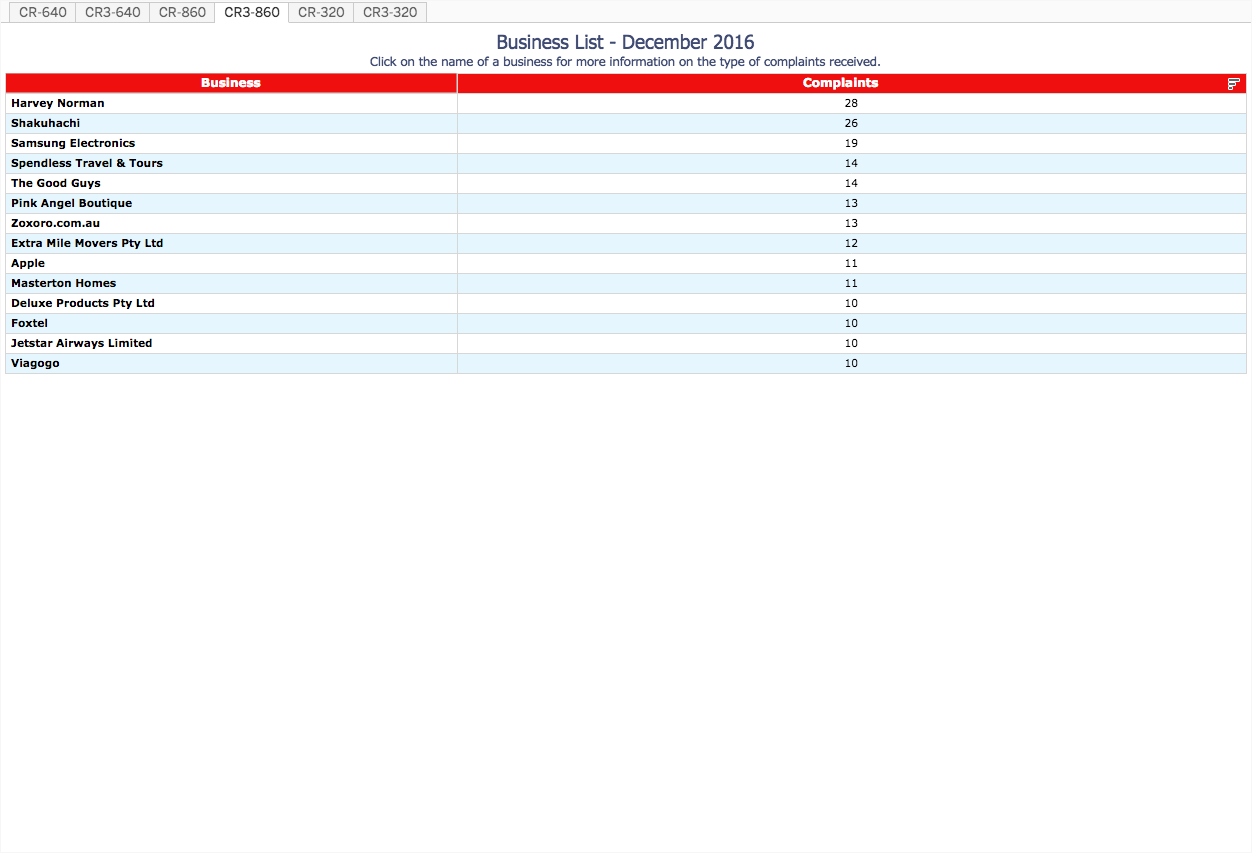 CR-640 CR3-640 CR-860 CR3-860 CR-320 CR3-320
Business List - December 2016
Click on the name of a business for more information on the type of complaints received.
Business Complaints
Harvey Norman 28
Shakuhachi 26
Samsung Electronics 19
Spendless Travel & Tours 14
The Good Guys 14
Pink Angel Boutique 13
Zoxoro.com.au 13
Extra Mile Movers Pty Ltd 12
Apple 11
Masterton Homes 11
Deluxe Products Pty Ltd 10
Foxtel 10
Jetstar Airways Limited 10
Viagogo 10